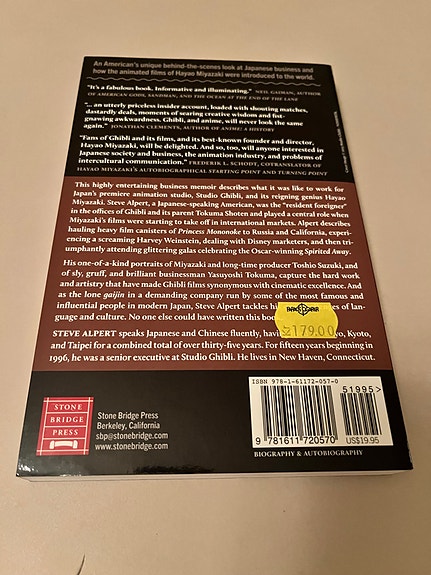 An American's unique behind-the-scenes look at Japanese business and
how the animated films of Hayao Miyazaki were introduced to the world.
"It's a fabulous book. Informative and illuminating." NEIL GAIMAN, AUTHOR
OF AMERICAN GODS, SANDMAN, AND THE OCEAN AT THE END OF THE LANE
"... an utterly priceless insider account, loaded with shouting matches,
dastardly deals, moments of searing creative wisdom and fist-
gnawing awkwardness. Ghibli, and anime, will never look the same
again." JONATHAN CLEMENTS, AUTHOR OF ANIME: A HISTORY
"Fans of Ghibli and its films, and its best-known founder and director,
Hayao Miyazaki, will be delighted. And so, too, will anyone interested in
Japanese society and business, the animation industry, and problems of
intercultural communication." FREDERIK L. SCHODT, COTRANSLATOR OF
HAYAO MIYAZAKI'S AUTOBIOGRAPHICAL STARTING POINT AND TURNING POINT
This highly entertaining business memoir describes what it was like to work for
Japan's premiere animation studio, Studio Ghibli, and its reigning genius Hayao
Miyazaki. Steve Alpert, a Japanese-speaking American, was the "resident foreigner"
in the offices of Ghibli and its parent Tokuma Shoten and played a central role when
Miyazaki's films were starting to take off in international markets. Alpert describes
hauling heavy film canisters of Princess Mononoke to Russia and California, experi-
encing a screaming Harvey Weinstein, dealing with Disney marketers, and then tri-
umphantly attending glittering galas celebrating the Oscar-winning Spirited Away.
His one-of-a-kind portraits of Miyazaki and long-time producer Toshio Suzuki, and
of sly, gruff, and brilliant businessman Yasuyoshi Tokuma, capture the hard work
and artistry that have made Ghibli films synonymous with cinematic excellence. And
as the lone gaijin in a demanding company run by some of the most famous and
influential people in modern Japan, Steve Alpert tackles hi of lan-
guage and culture. No one else could have written this boo
STEVE ALPERT speaks Japanese and Chinese fluently, havi yo, Kyoto,
and Taipei for a combined total of over thirty-five years. For fifteen years beginning in
1996, he was a senior executive at Studio Ghibli. He lives in New Haven, Connecticut.
179.00
STONE
BRIDGE
PRESS
Stone Bridge Press
Berkeley, California
sbp@stonebridge.com
www.stonebridge.com
ISBN 978-1-61172-057-0
51995>
9 781611 720570
US$19.95
BIOGRAPHY & AUTOBIOGRAPHY